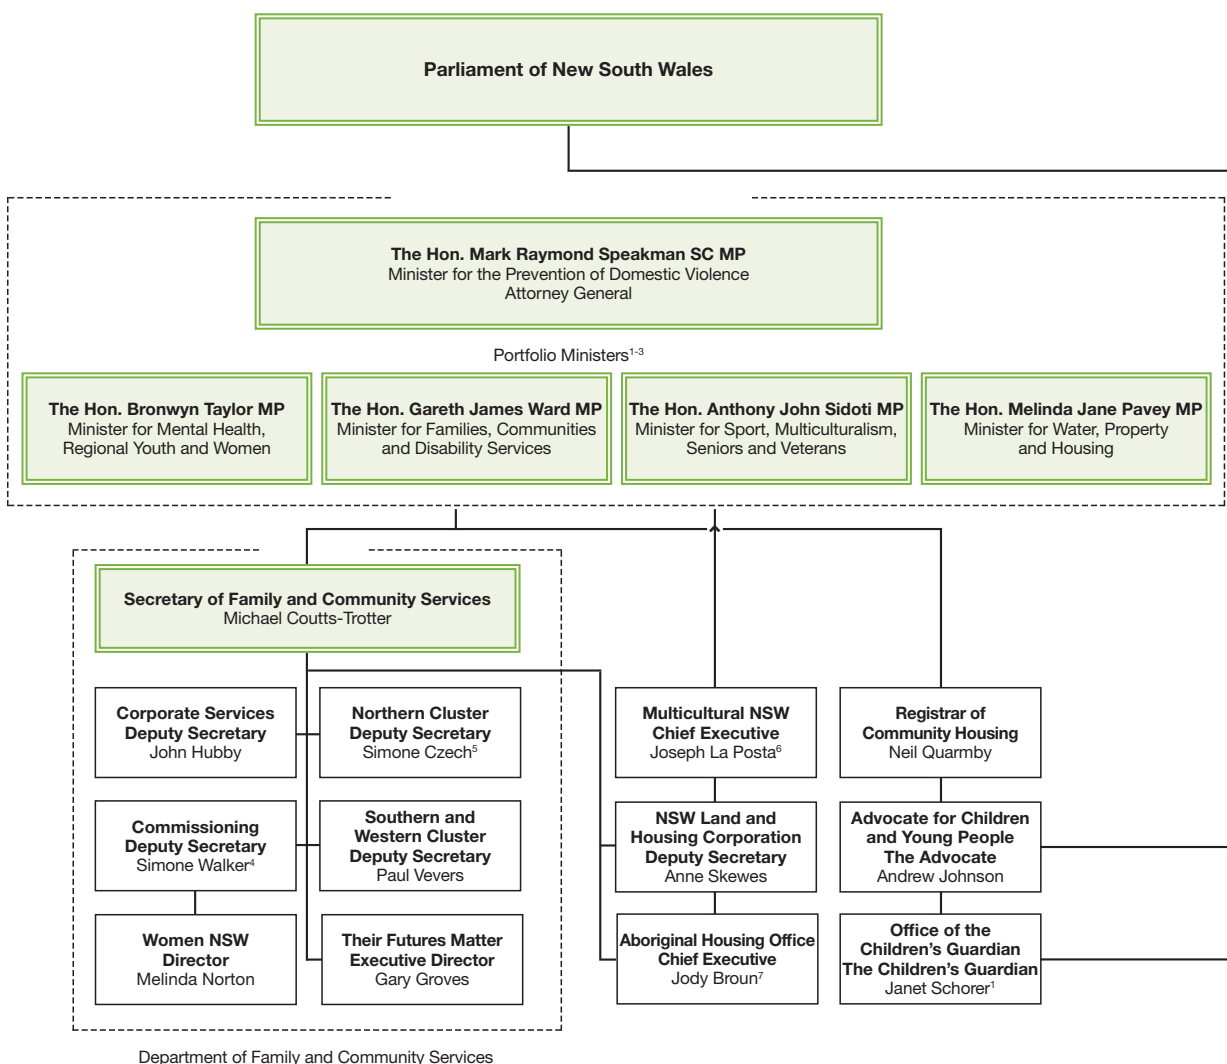 Parliament of New South Wales
The Hon. Mark Raymond Speakman SC MP
Minister for the Prevention of Domestic Violence
Attorney General
Portfolio Ministers¹⁻³
The Hon. Bronwyn Taylor MP
Minister for Mental Health,
Regional Youth and Women
The Hon. Gareth James Ward MP
Minister for Families, Communities
and Disability Services
The Hon. Anthony John Sidoti MP
Minister for Sport, Multiculturalism,
Seniors and Veterans
The Hon. Melinda Jane Pavey MP
Minister for Water, Property
and Housing
Secretary of Family and Community Services
Michael Coutts-Trotter
Corporate Services
Deputy Secretary
John Hubby
Northern Cluster
Deputy Secretary
Simone Czech⁵
Multicultural NSW
Chief Executive
Joseph La Posta⁶
Registrar of
Community Housing
Neil Quarmby
Commissioning
Deputy Secretary
Simone Walker⁴
Southern and
Western Cluster
Deputy Secretary
Paul Vevers
NSW Land and
Housing Corporation
Deputy Secretary
Anne Skewes
Advocate for Children
and Young People
The Advocate
Andrew Johnson
Women NSW
Director
Melinda Norton
Their Futures Matter
Executive Director
Gary Groves
Aboriginal Housing Office
Chief Executive
Jody Broun⁷
Office of the
Children's Guardian
The Children's Guardian
Janet Schorer¹
Department of Family and Community Services